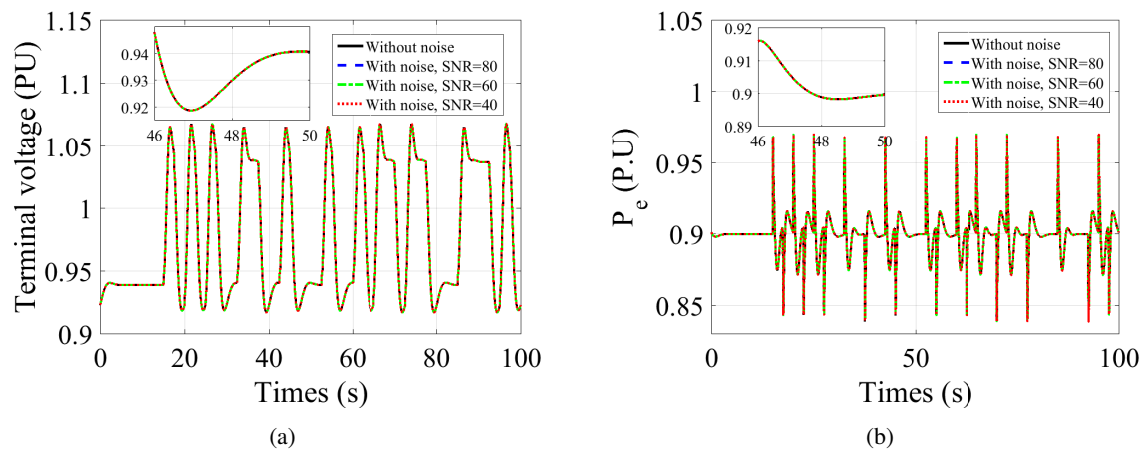 1.15
1.1
1.05
1
0.95
0.9
Terminal voltage (PU)
0.94
0.93
0.92
46
48
50
Without noise
With noise, SNR=80
With noise, SNR=60
With noise, SNR=40
0
20
40
60
80
100
Times (s)
(a)
1.05
1
0.95
0.9
0.85
P_e (P.U)
0.92
0.91
0.9
0.89
46
48
50
Without noise
With noise, SNR=80
With noise, SNR=60
With noise, SNR=40
0
50
100
Times (s)
(b)